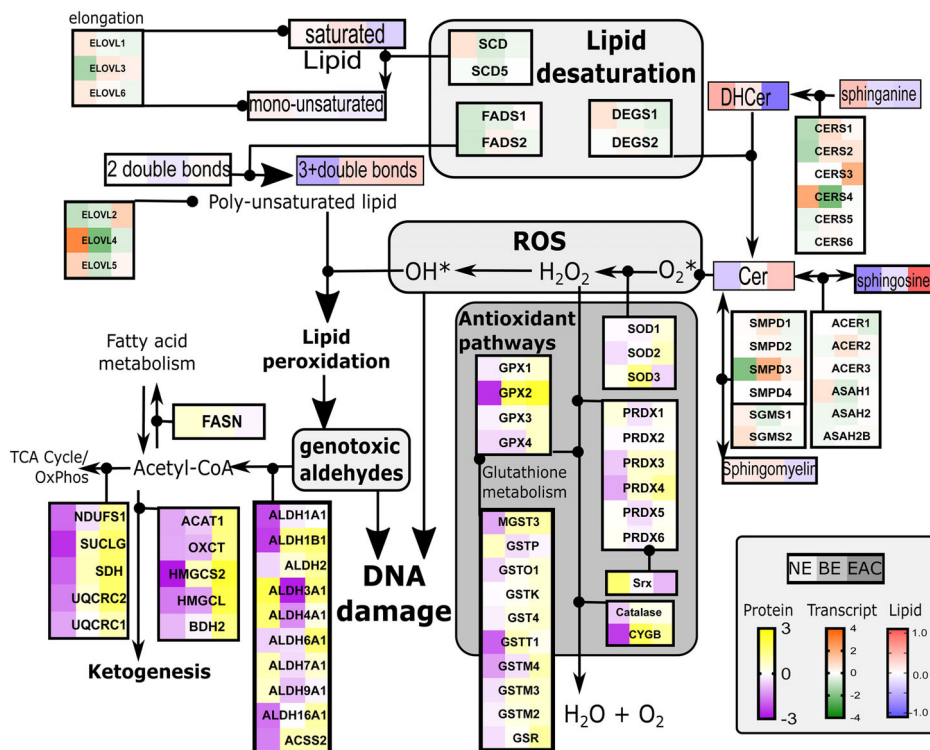 elongation
ELOVL1
ELOVL3
ELOVL6
saturated
Lipid
mono-unsaturated
SCD
SCD5
Lipid
desaturation
FADS1
FADS2
DEGS1
DEGS2
DHCer
sphinganine
CERS1
CERS2
CERS3
CERS4
CERS5
CERS6
2 double bonds
3+double bonds
Poly-unsaturated lipid
ELOVL2
ELOVL4
ELOVL5
ROS
OH*
H2O2
O2*
Cer
sphingosine
Lipid
peroxidation
Antioxidant
pathways
GPX1
GPX2
GPX3
GPX4
SOD1
SOD2
SOD3
SMPD1
SMPD2
SMPD3
SMPD4
SGMS1
SGMS2
ACER1
ACER2
ACER3
ASAH1
ASAH2
ASAH2B
Sphingomyelin
PRDX1
PRDX2
PRDX3
PRDX4
PRDX5
PRDX6
Srx
Catalase
CYGB
Glutathione
metabolism
MGST3
GSTP
GSTO1
GSTK
GST4
GSTT1
GSTM4
GSTM3
GSTM2
GSR
H2O + O2
Fatty acid
metabolism
FASN
TCA Cycle/
OxPhos
Acetyl-CoA
genotoxic
aldehydes
NDUFS1
SUCLG
SDH
UQCRC2
UQCRC1
ACAT1
OXCT
HMGCS2
HMGCL
BDH2
Ketogenesis
ALDH1A1
ALDH1B1
ALDH2
ALDH3A1
ALDH4A1
ALDH6A1
ALDH7A1
ALDH9A1
ALDH16A1
ACSS2
DNA
damage
NE BE EAC
Protein Transcript Lipid
3
0
-3
4
2
0
-2
-4
1.0
0.0
-1.0